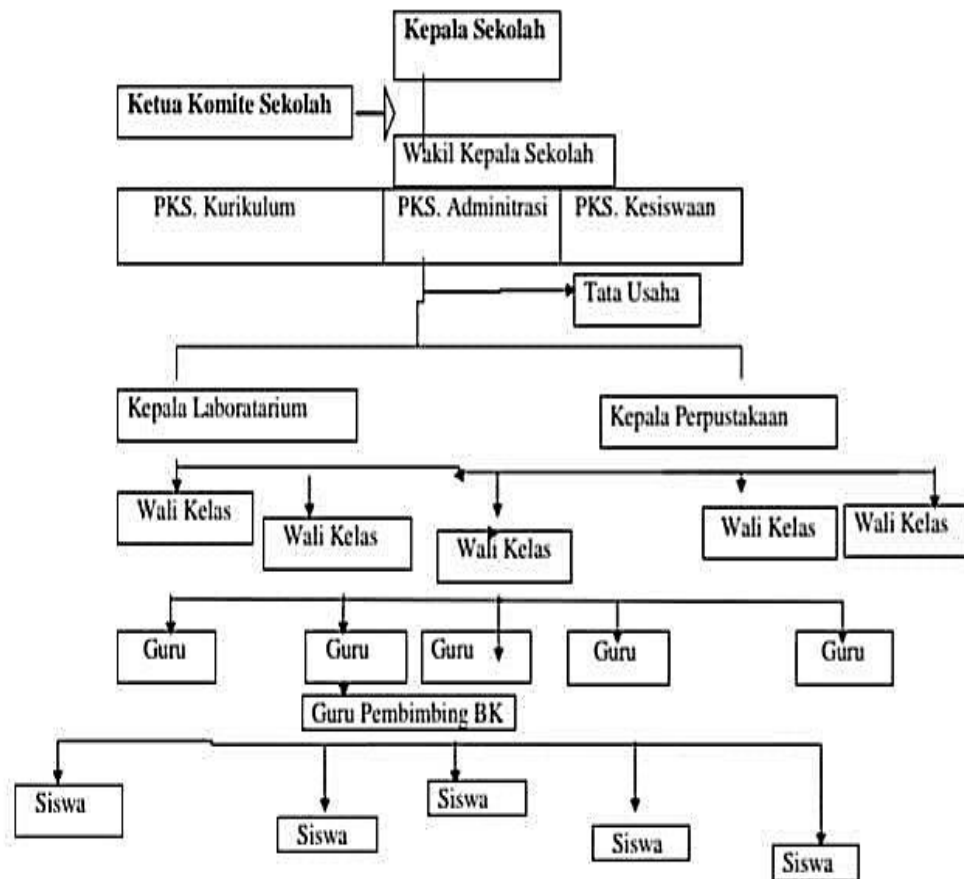 Kepala Sekolah
Ketua Komite Sekolah
Wakil Kepala Sekolah
PKS. Kurikulum
PKS. Adminitrasi
PKS. Kesiswaan
Tata Usaha
Kepala Laboratarium
Kepala Perpustakaan
Wali Kelas
Wali Kelas
Wali Kelas
Wali Kelas
Wali Kelas
Guru
Guru
Guru
Guru
Guru
Guru Pembimbing BK
Siswa
Siswa
Siswa
Siswa
Siswa